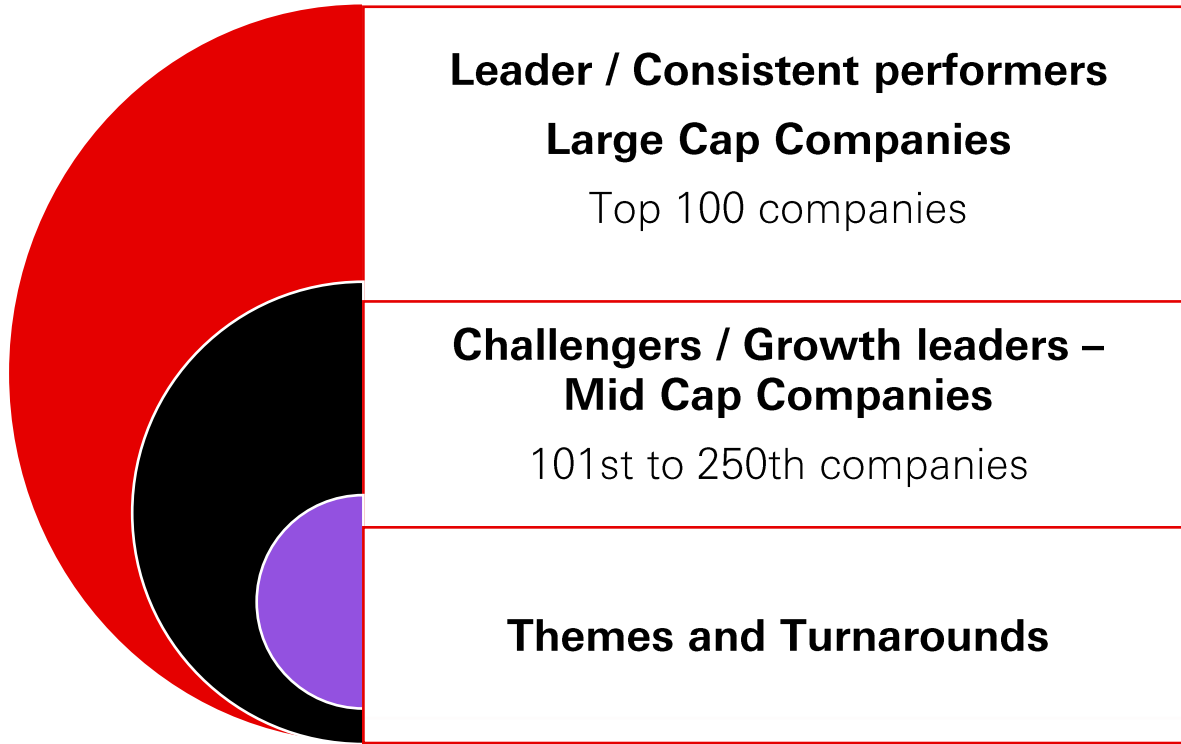 Leader / Consistent performers
Large Cap Companies
Top 100 companies
Challengers / Growth leaders –
Mid Cap Companies
101st to 250th companies
Themes and Turnarounds